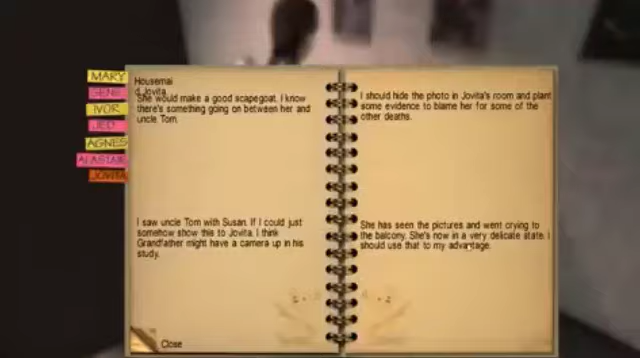 MARY
GENE
IVOR
JED
AGNES
ALASTAIR
JOVITA
Housemai
d Jovita
She would make a good scapegoat. I know
there's something going on between her and
uncle Tom.
I saw uncle Tom with Susan. If I could just
somehow show this to Jovita. I think
Grandfather might have a camera up in his
study.
Close
I should hide the photo in Jovita's room and plant
some evidence to blame her for some of the
other deaths.
She has seen the pictures and went crying to
the balcony. She's now in a very delicate state. I
should use that to my advantage.